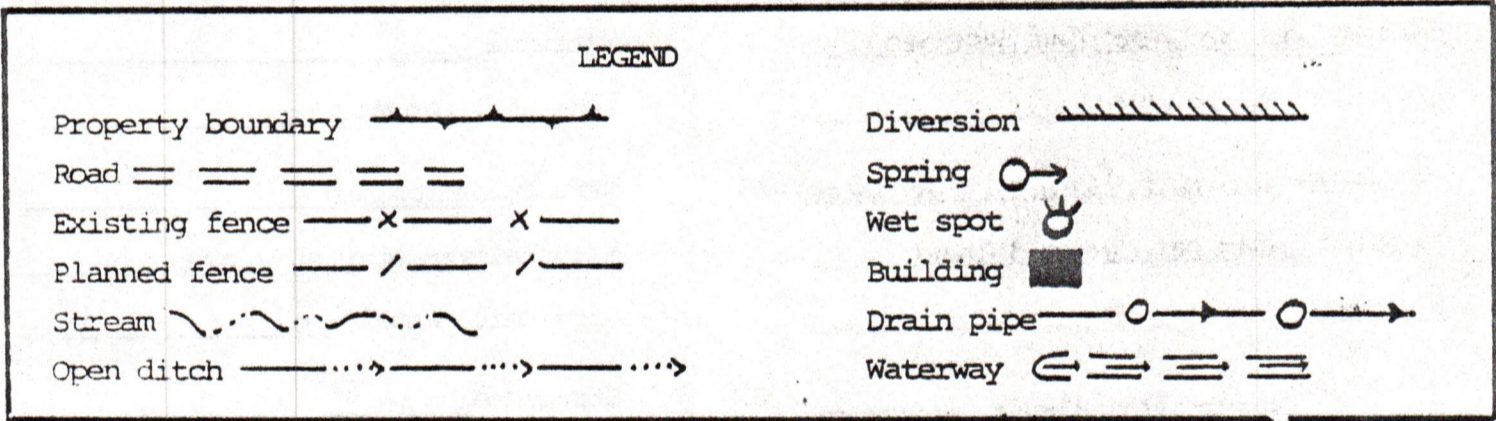 LEGEND
Property boundary
Road
Existing fence
Planned fence
Stream
Open ditch
Diversion
Spring
Wet spot
Building
Drain pipe
Waterway